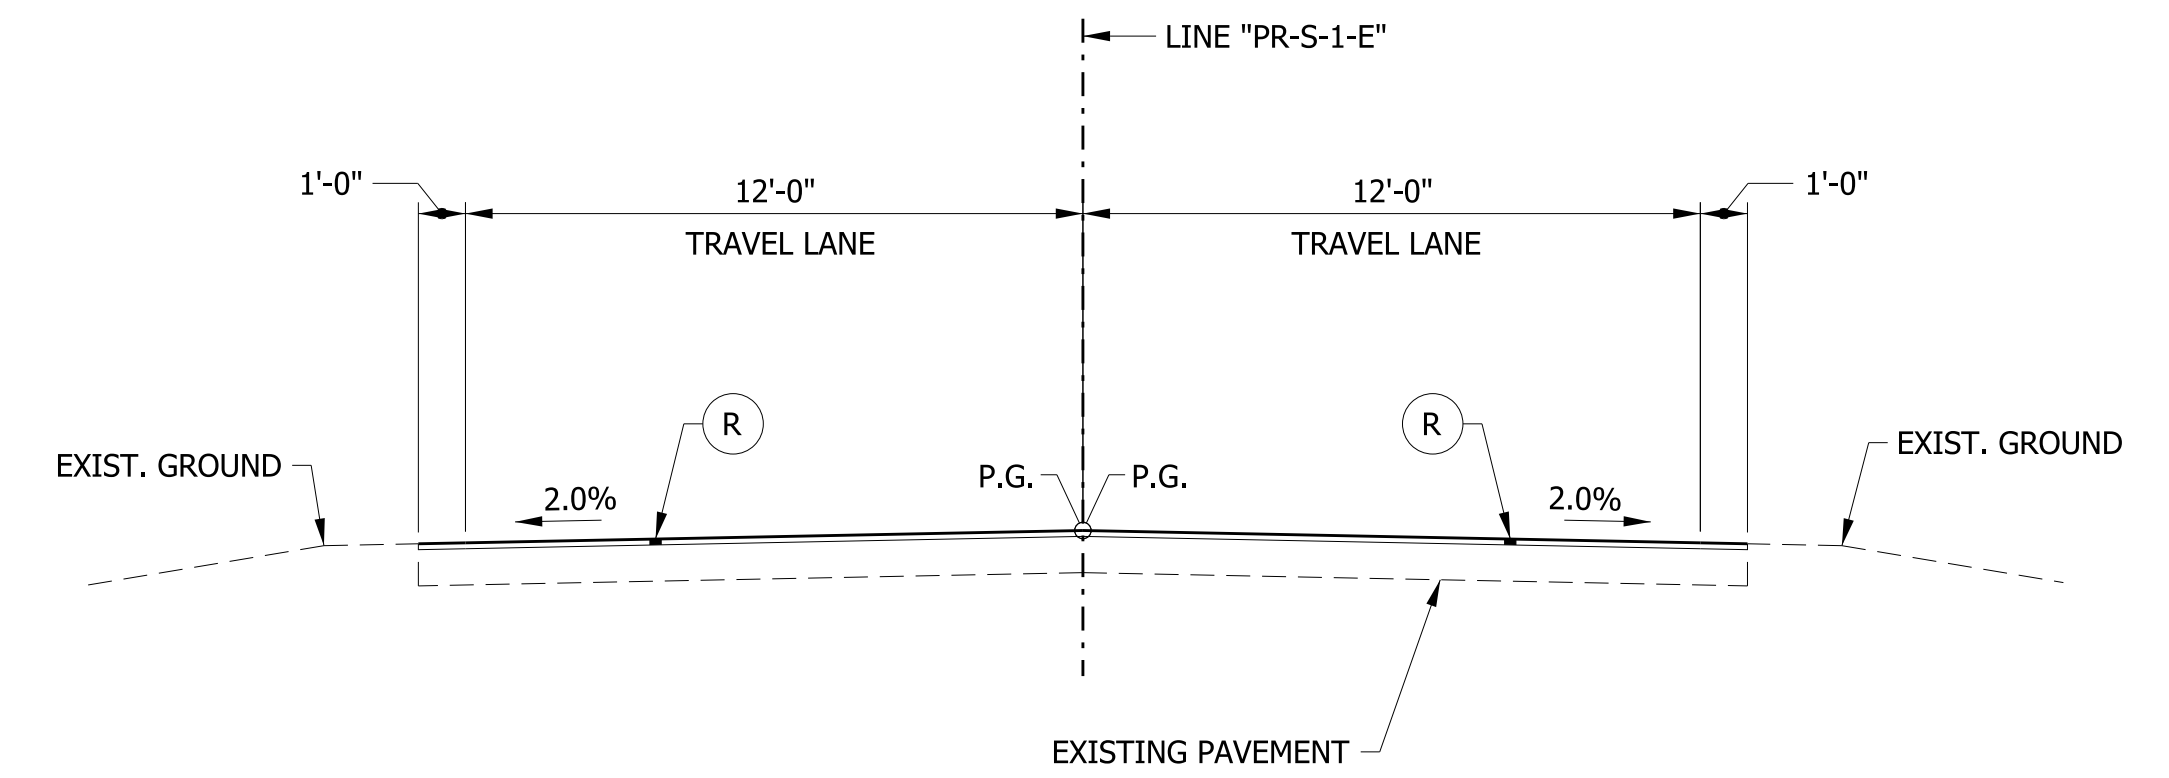 LINE "PR-S-1-E"
1'-0"
12'-0"
12'-0"
1'-0"
TRAVEL LANE
TRAVEL LANE
R
R
EXIST. GROUND
EXIST. GROUND
P.G.
P.G.
2.0%
2.0%
EXISTING PAVEMENT